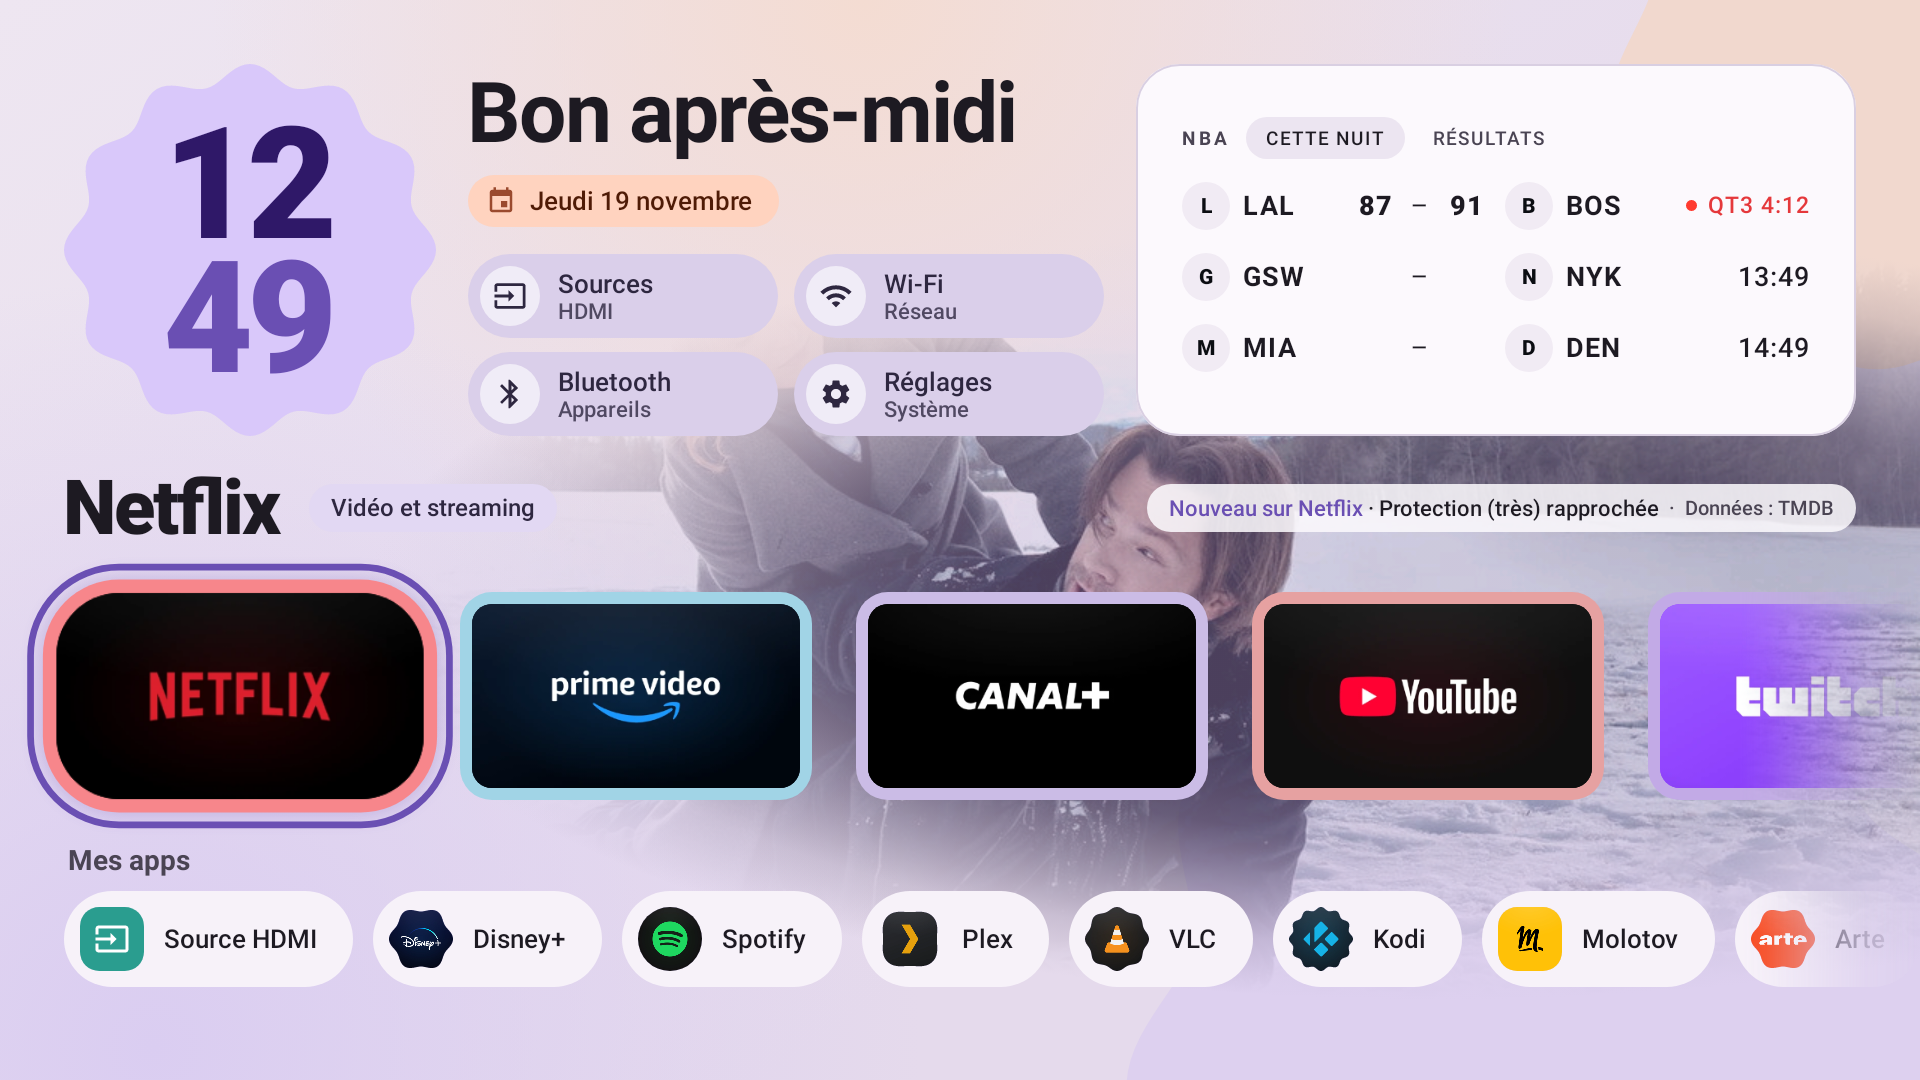 12
49
Bon après-midi
Jeudi 19 novembre
Sources
HDMI
Wi-Fi
Réseau
Bluetooth
Appareils
Réglages
Système
NBA CETTE NUIT RÉSULTATS
L LAL 87 – 91 B BOS QT3 4:12
G GSW – N NYK 13:49
M MIA – D DEN 14:49
Netflix Vidéo et streaming
Nouveau sur Netflix · Protection (très) rapprochée · Données : TMDB
NETFLIX
prime video
CANAL+
YouTube
twitch
Mes apps
Source HDMI
Disney+ Disney+
Spotify
Plex
VLC
Kodi
M Molotov
arte Arte